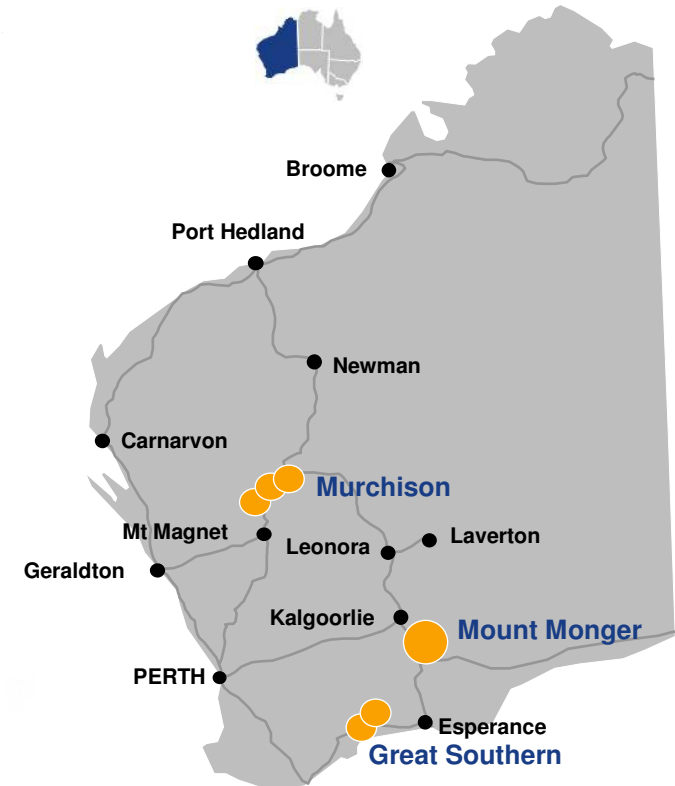 Broome
Port Hedland
Newman
Carnarvon
Murchison
Mt Magnet
Leonora
Laverton
Geraldton
Kalgoorlie
Mount Monger
PERTH
Esperance
Great Southern